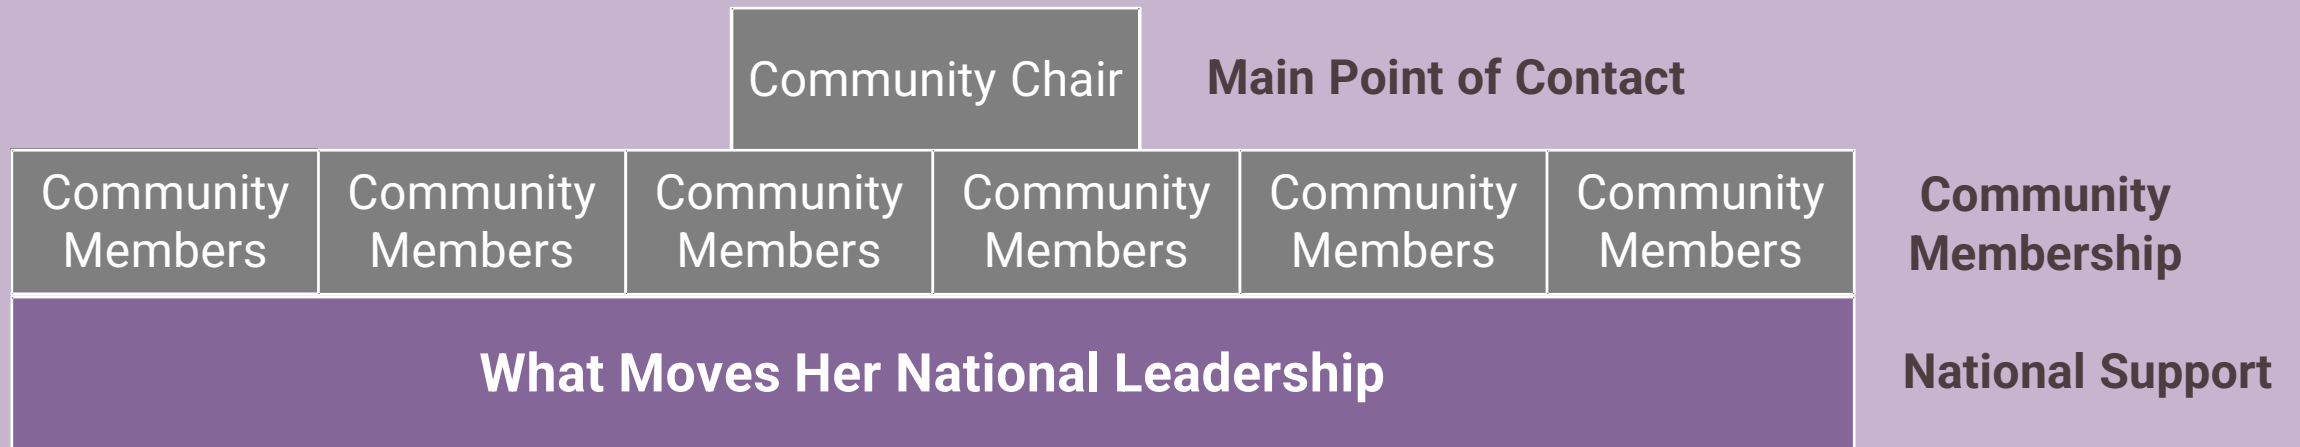 Community Chair
Main Point of Contact
Community
Members
Community
Members
Community
Members
Community
Members
Community
Members
Community
Members
Community
Membership
What Moves Her National Leadership
National Support